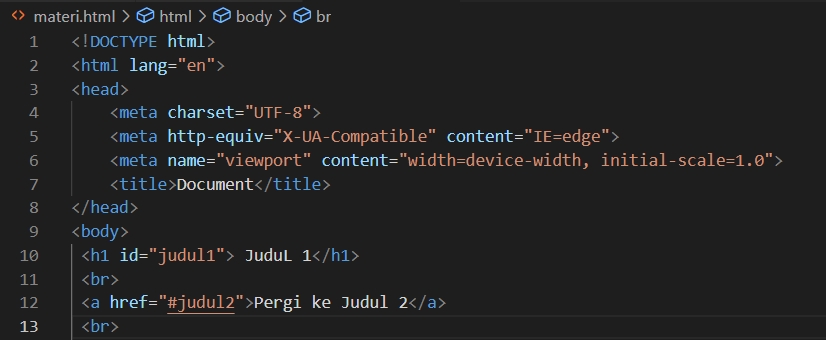 materi.html > html > body > br
1 <!DOCTYPE html>
2 <html lang="en">
3 <head>
4 <meta charset="UTF-8">
5 <meta http-equiv="X-UA-Compatible" content="IE=edge">
6 <meta name="viewport" content="width=device-width, initial-scale=1.0">
7 <title>Document</title>
8 </head>
9 <body>
10 <h1 id="judul1"> JuduL 1</h1>
11 <br>
12 <a href="#judul2">Pergi ke Judul 2</a>
13 <br>